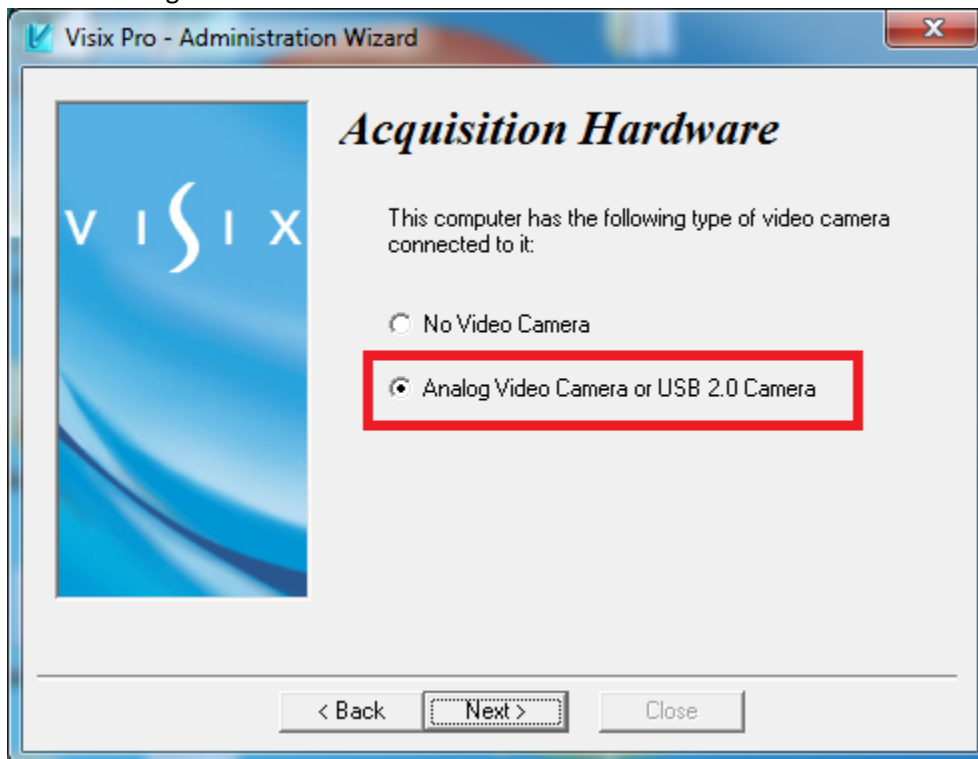 Visix Pro - Administration Wizard
Acquisition Hardware
VISIX
This computer has the following type of video camera
connected to it:
No Video Camera
Analog Video Camera or USB 2.0 Camera
< Back
Next >
Close